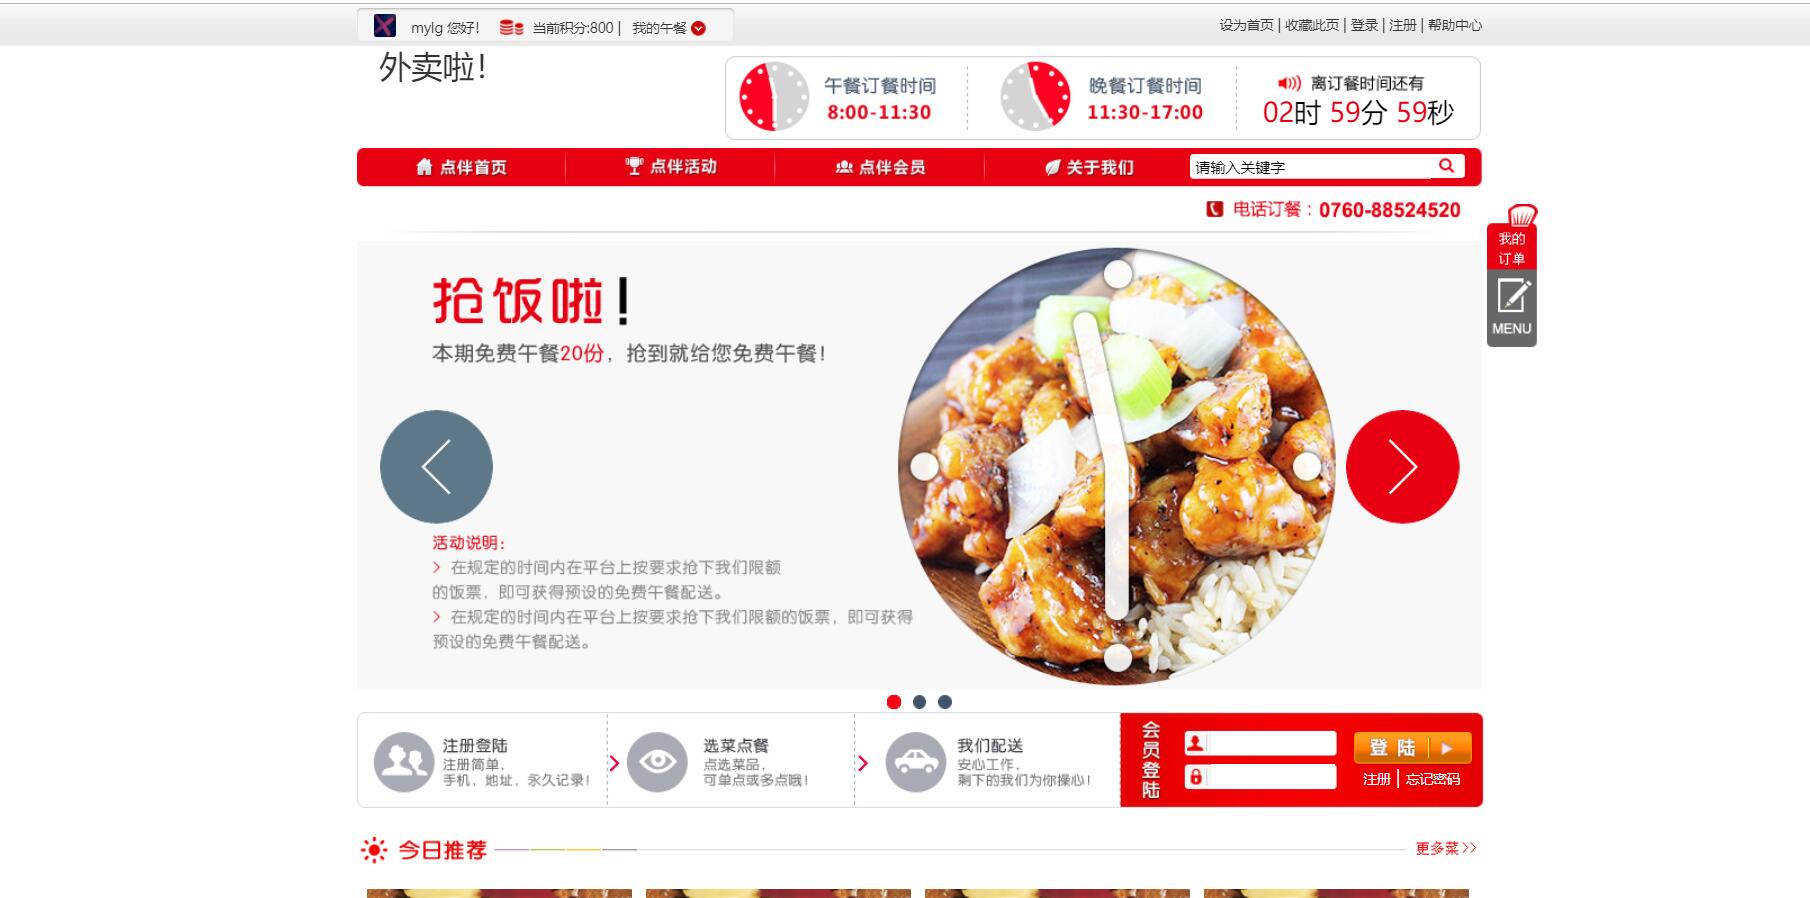 mylg 您好! 当前积分:800 | 我的午餐
设为首页 | 收藏此页 | 登录 | 注册 | 帮助中心
外卖啦!
午餐订餐时间
8:00-11:30
晚餐订餐时间
11:30-17:00
离订餐时间还有
02时 59分 59秒
点伴首页 点伴活动 点伴会员 关于我们 请输入关键字
电话订餐：0760-88524520
我的
订单
MENU
抢饭啦!
本期免费午餐20份，抢到就给您免费午餐!
活动说明:
> 在规定的时间内在平台上按要求抢下我们限额
的饭票，即可获得预设的免费午餐配送。
> 在规定的时间内在平台上按要求抢下我们限额的饭票，即可获得
预设的免费午餐配送。
注册登陆
注册简单，
手机，地址，永久记录!
选菜点餐
点选菜品，
可单点或多点哦!
我们配送
安心工作，
剩下的我们为你操心!
会员登陆
登 陆
注册 | 忘记密码
今日推荐
更多菜>>